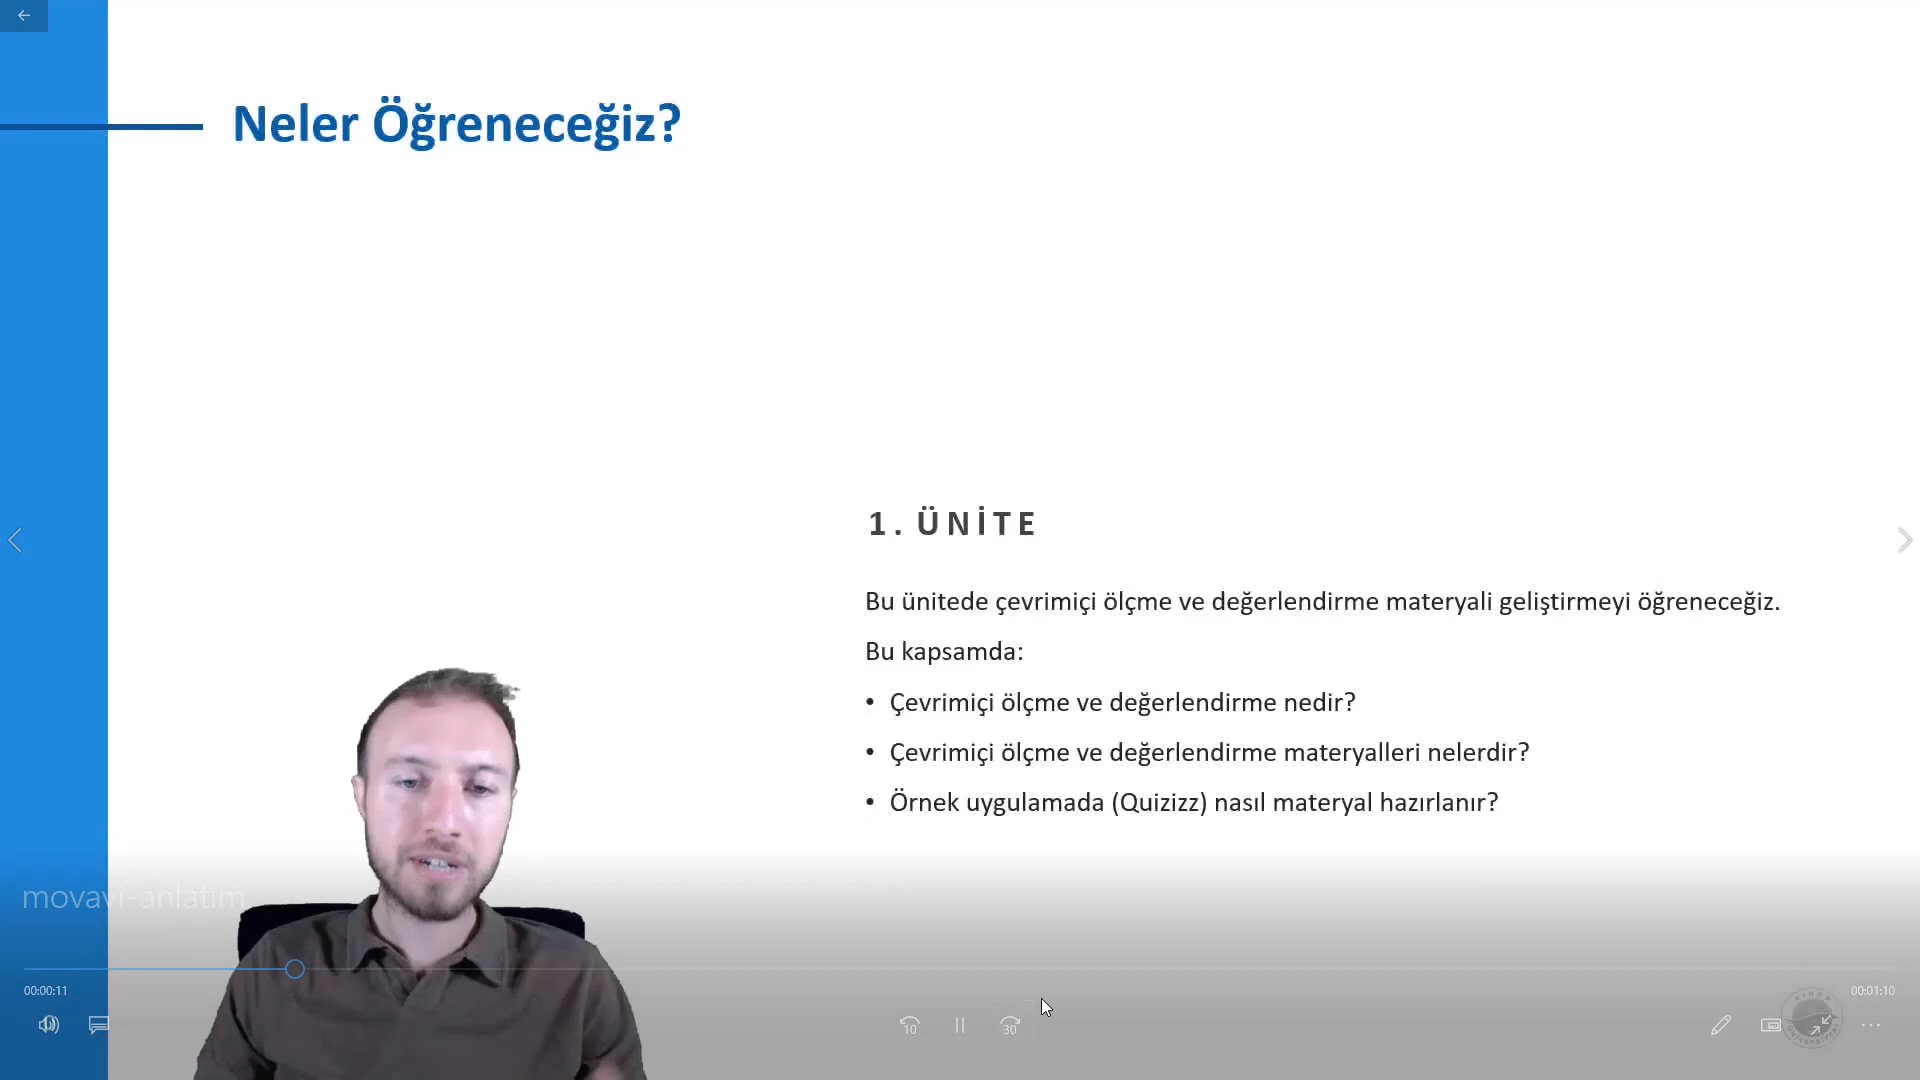 Neler Öğreneceğiz?
1. ÜNİTE
Bu ünitede çevrimiçi ölçme ve değerlendirme materyali geliştirmeyi öğreneceğiz.
Bu kapsamda:
• Çevrimiçi ölçme ve değerlendirme nedir?
• Çevrimiçi ölçme ve değerlendirme materyalleri nelerdir?
• Örnek uygulamada (Quizizz) nasıl materyal hazırlanır?
movavi-anlatım
00:00:11
00:01:10
10
30